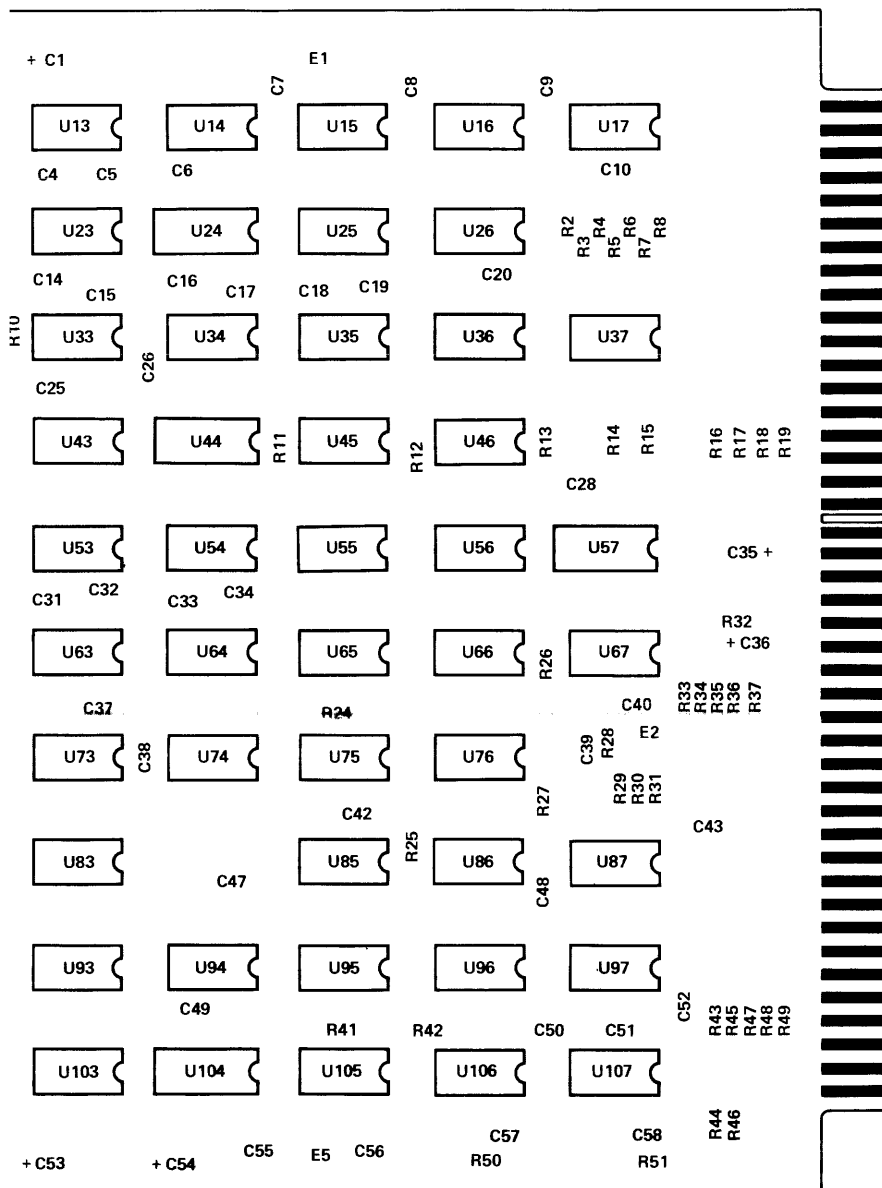 + C1 E1
C7 C8 C9
U13 U14 U15 U16 U17
C4 C5 C6 C10
U23 U24 U25 U26 R2 R3 R4 R5 R6 R7 R8
C14 C15 C16 C17 C18 C19 C20
R10 U33 U34 U35 U36 U37
C26
C25
U43 U44 R11 U45 R12 U46 R13 R14 R15 R16 R17 R18 R19
C28
U53 U54 U55 U56 U57 C35 +
C31 C32 C33 C34
R32
U63 U64 U65 U66 R26 U67 + C36
C37 R24 C40 R33 R34 R35 R36 R37
E2
U73 C38 U74 U75 U76 C39 R28
R27 R29 R30 R31
C42 C43
U83 U85 R25 U86 U87
C47 C48
U93 U94 U95 U96 U97
C49 C52
R41 R42 C50 C51 R43 R45 R47 R48 R49
U103 U104 U105 U106 U107
R44 R46
C55 E5 C56 C57 C58
+ C53 + C54 R50 R51